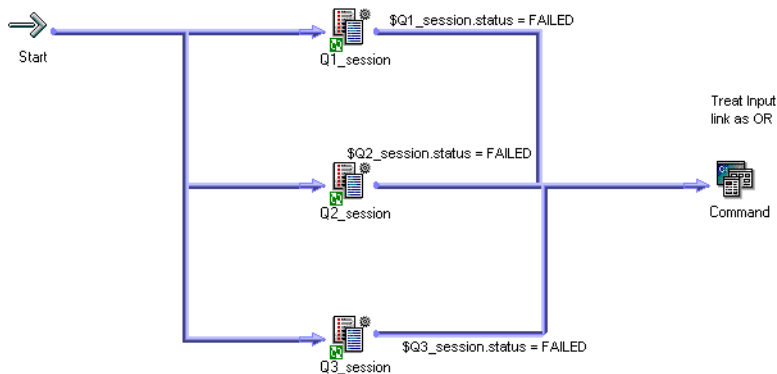 Start
$Q1_session.status = FAILED
Q1_session
Treat Input
link as OR
$Q2_session.status = FAILED
Q2_session
Command
$Q3_session.status = FAILED
Q3_session